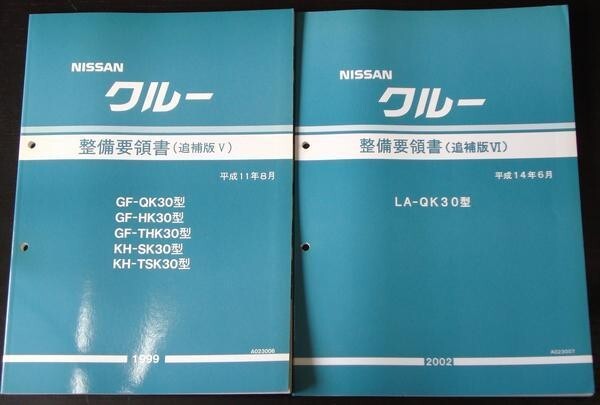 NISSAN
クルー
整備要領書(追補版Ⅴ)
平成11年8月
GF-QK30型
GF-HK30型
GF-THK30型
KH-SK30型
KH-TSK30型
A023006
1999
NISSAN
クルー
整備要領書(追補版Ⅵ)
平成14年6月
LA-QK30型
A023007
2002